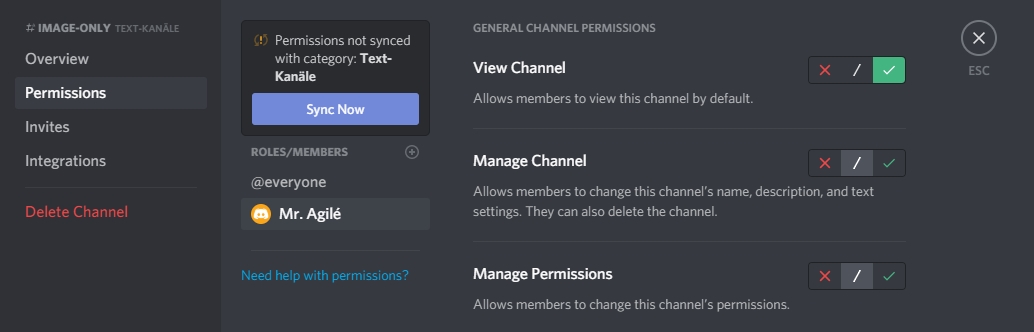 # IMAGE-ONLY TEXT-KANÄLE
Overview
Permissions
Invites
Integrations
Delete Channel
Permissions not synced
with category: Text-
Kanäle
Sync Now
ROLES/MEMBERS
@everyone
Mr. Agilé
Need help with permissions?
GENERAL CHANNEL PERMISSIONS
View Channel
Allows members to view this channel by default.
Manage Channel
Allows members to change this channel's name, description, and text
settings. They can also delete the channel.
Manage Permissions
Allows members to change this channel's permissions.
ESC